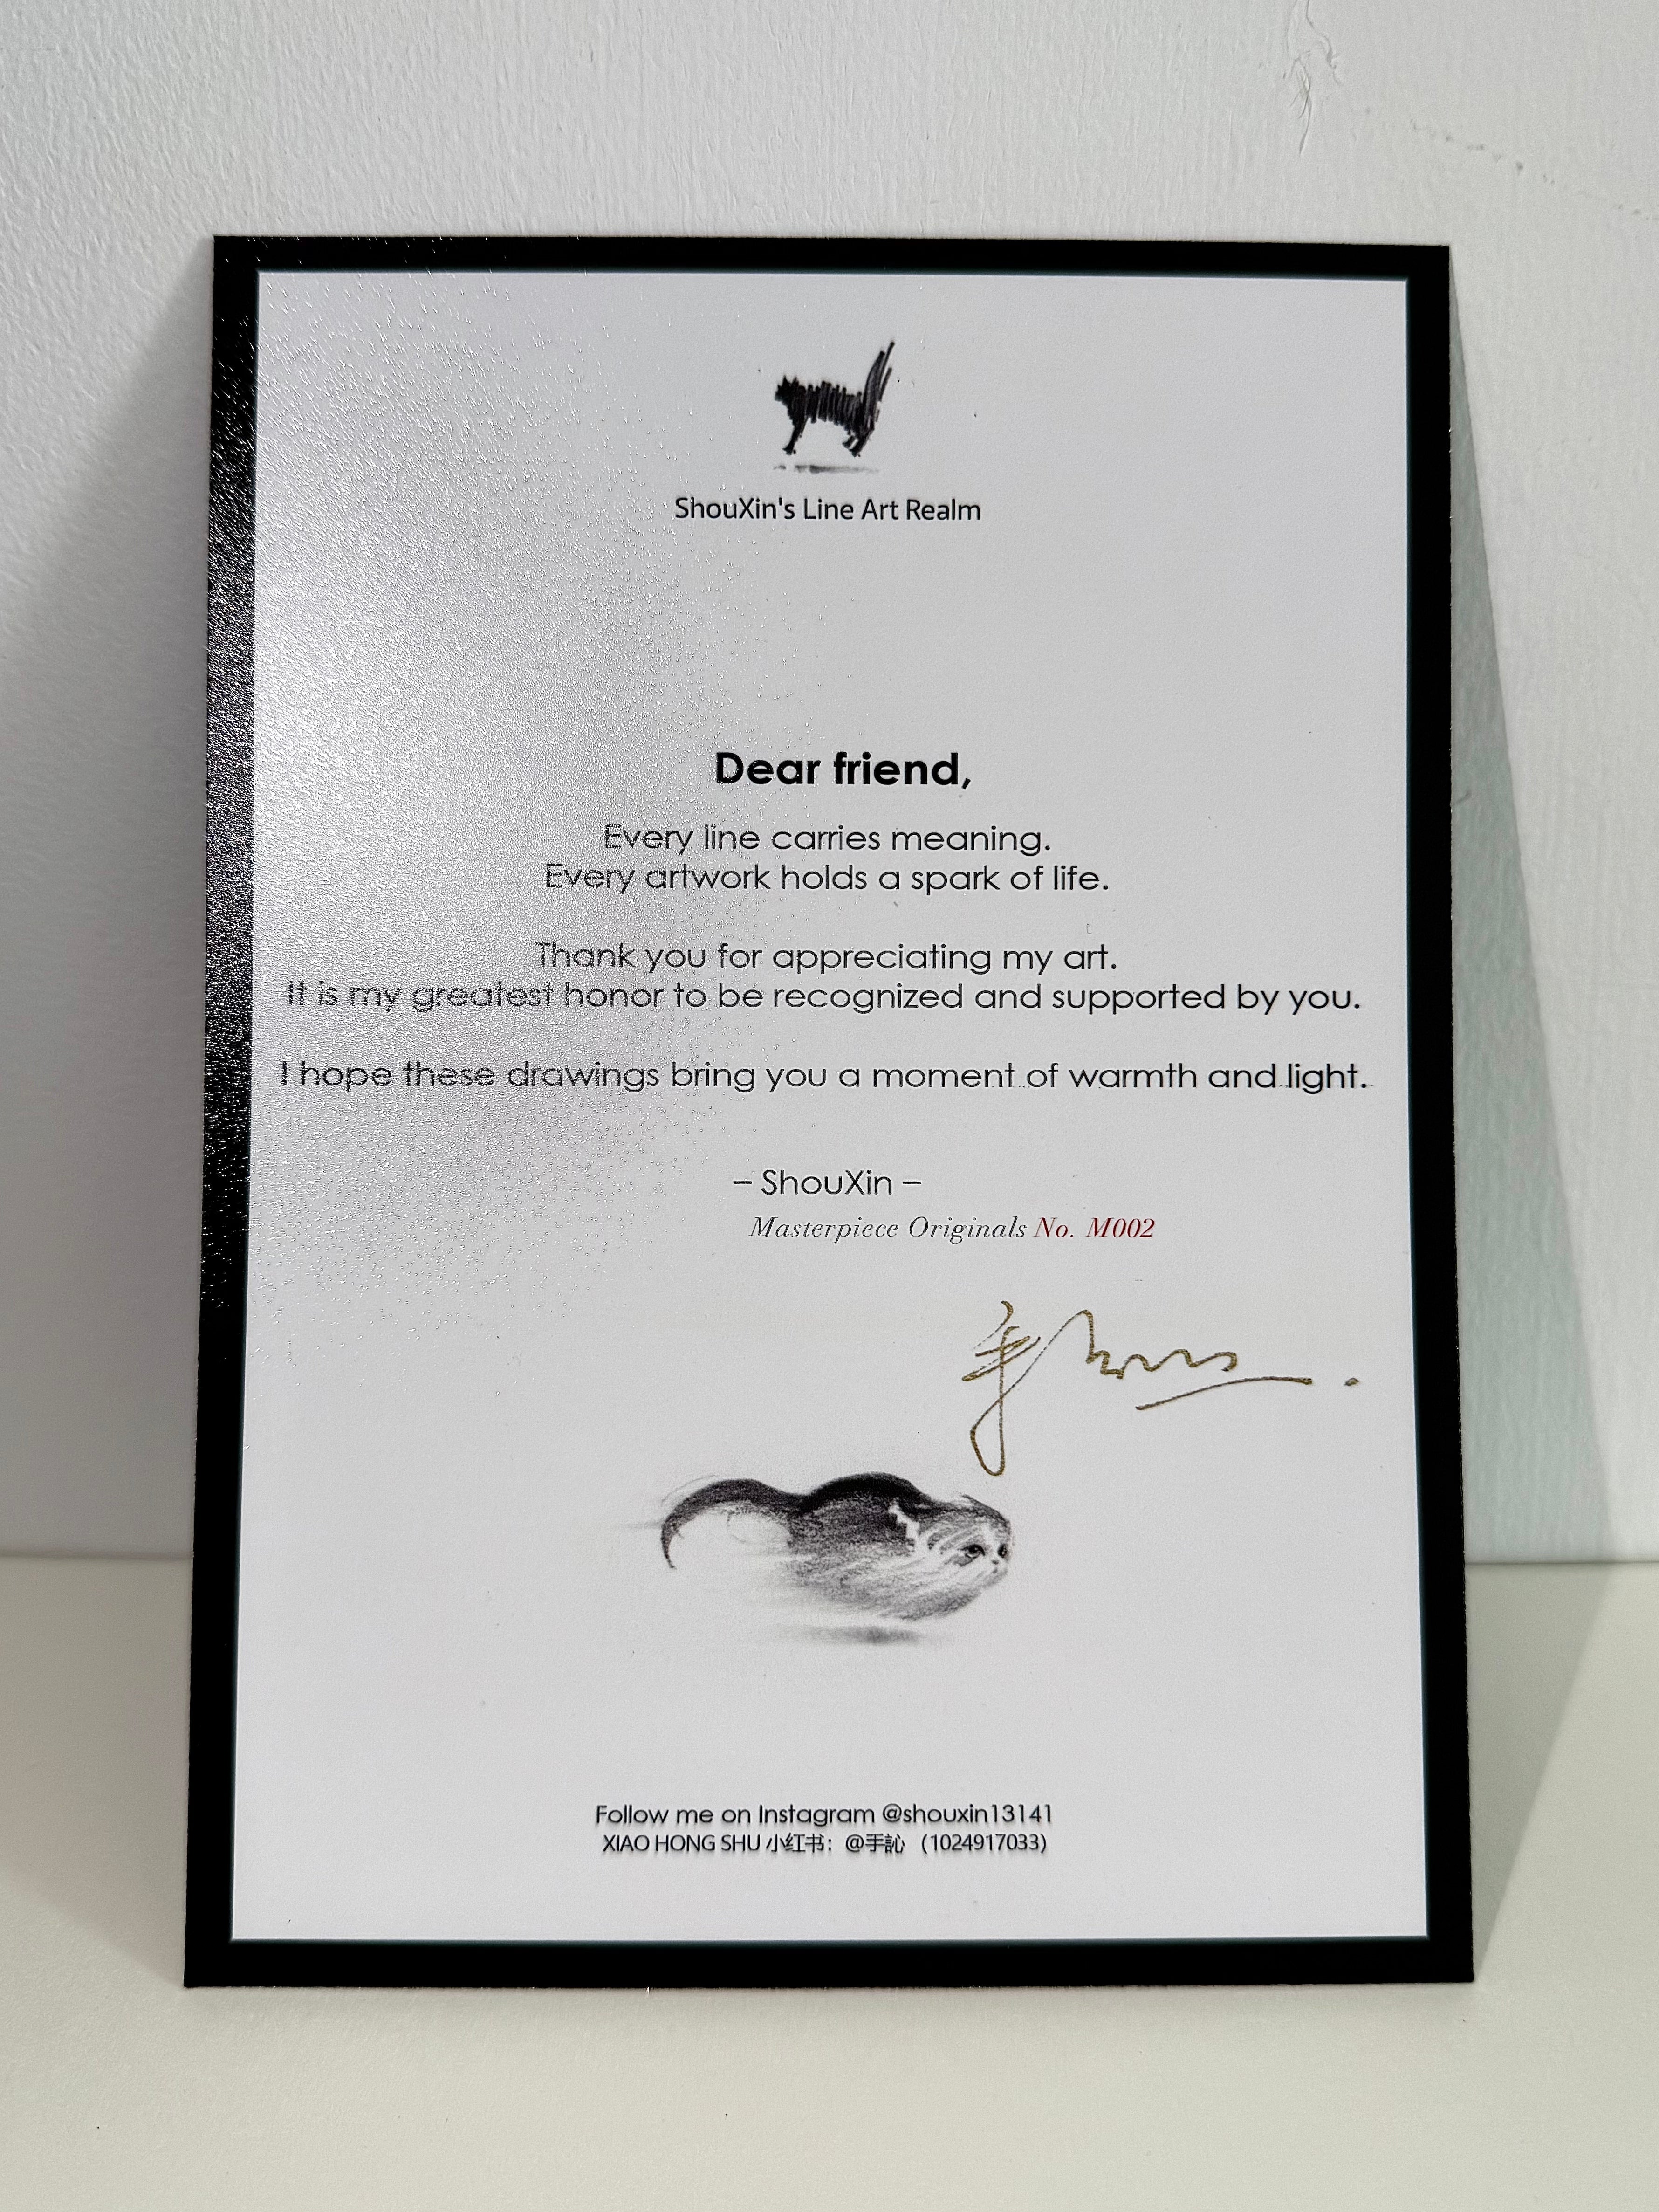 ShouXin's Line Art Realm
Dear friend,
Every line carries meaning.
Every artwork holds a spark of life.
Thank you for appreciating my art.
It is my greatest honor to be recognized and supported by you.
I hope these drawings bring you a moment of warmth and light.
– ShouXin –
Masterpiece Originals No. M002
手
Follow me on Instagram @shouxin13141
XIAO HONG SHU 小红书：@手訫 （1024917033）